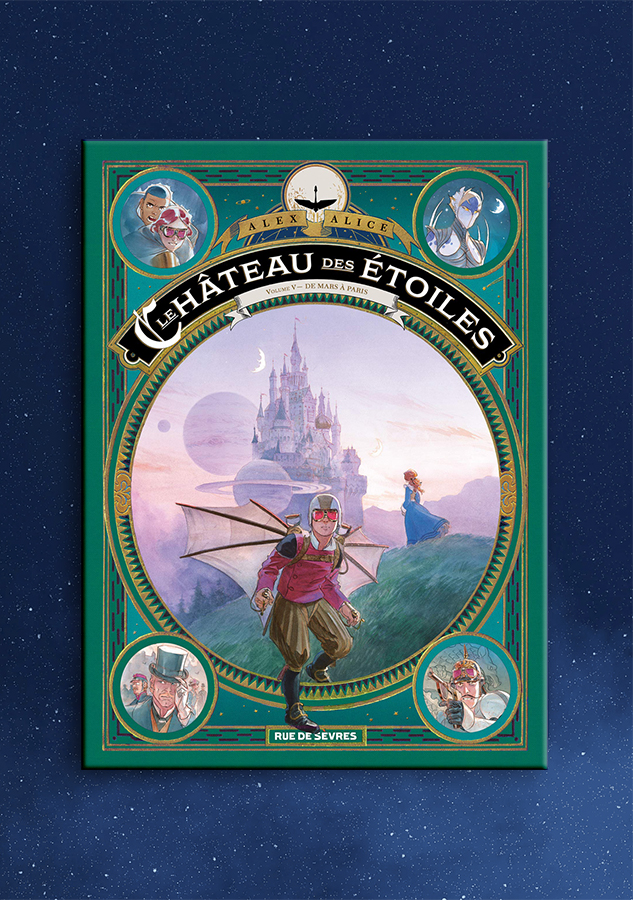 ALEX ALICE
LE CHÂTEAU DES ÉTOILES
VOLUME V — DE MARS À PARIS
RUE DE SEVRES